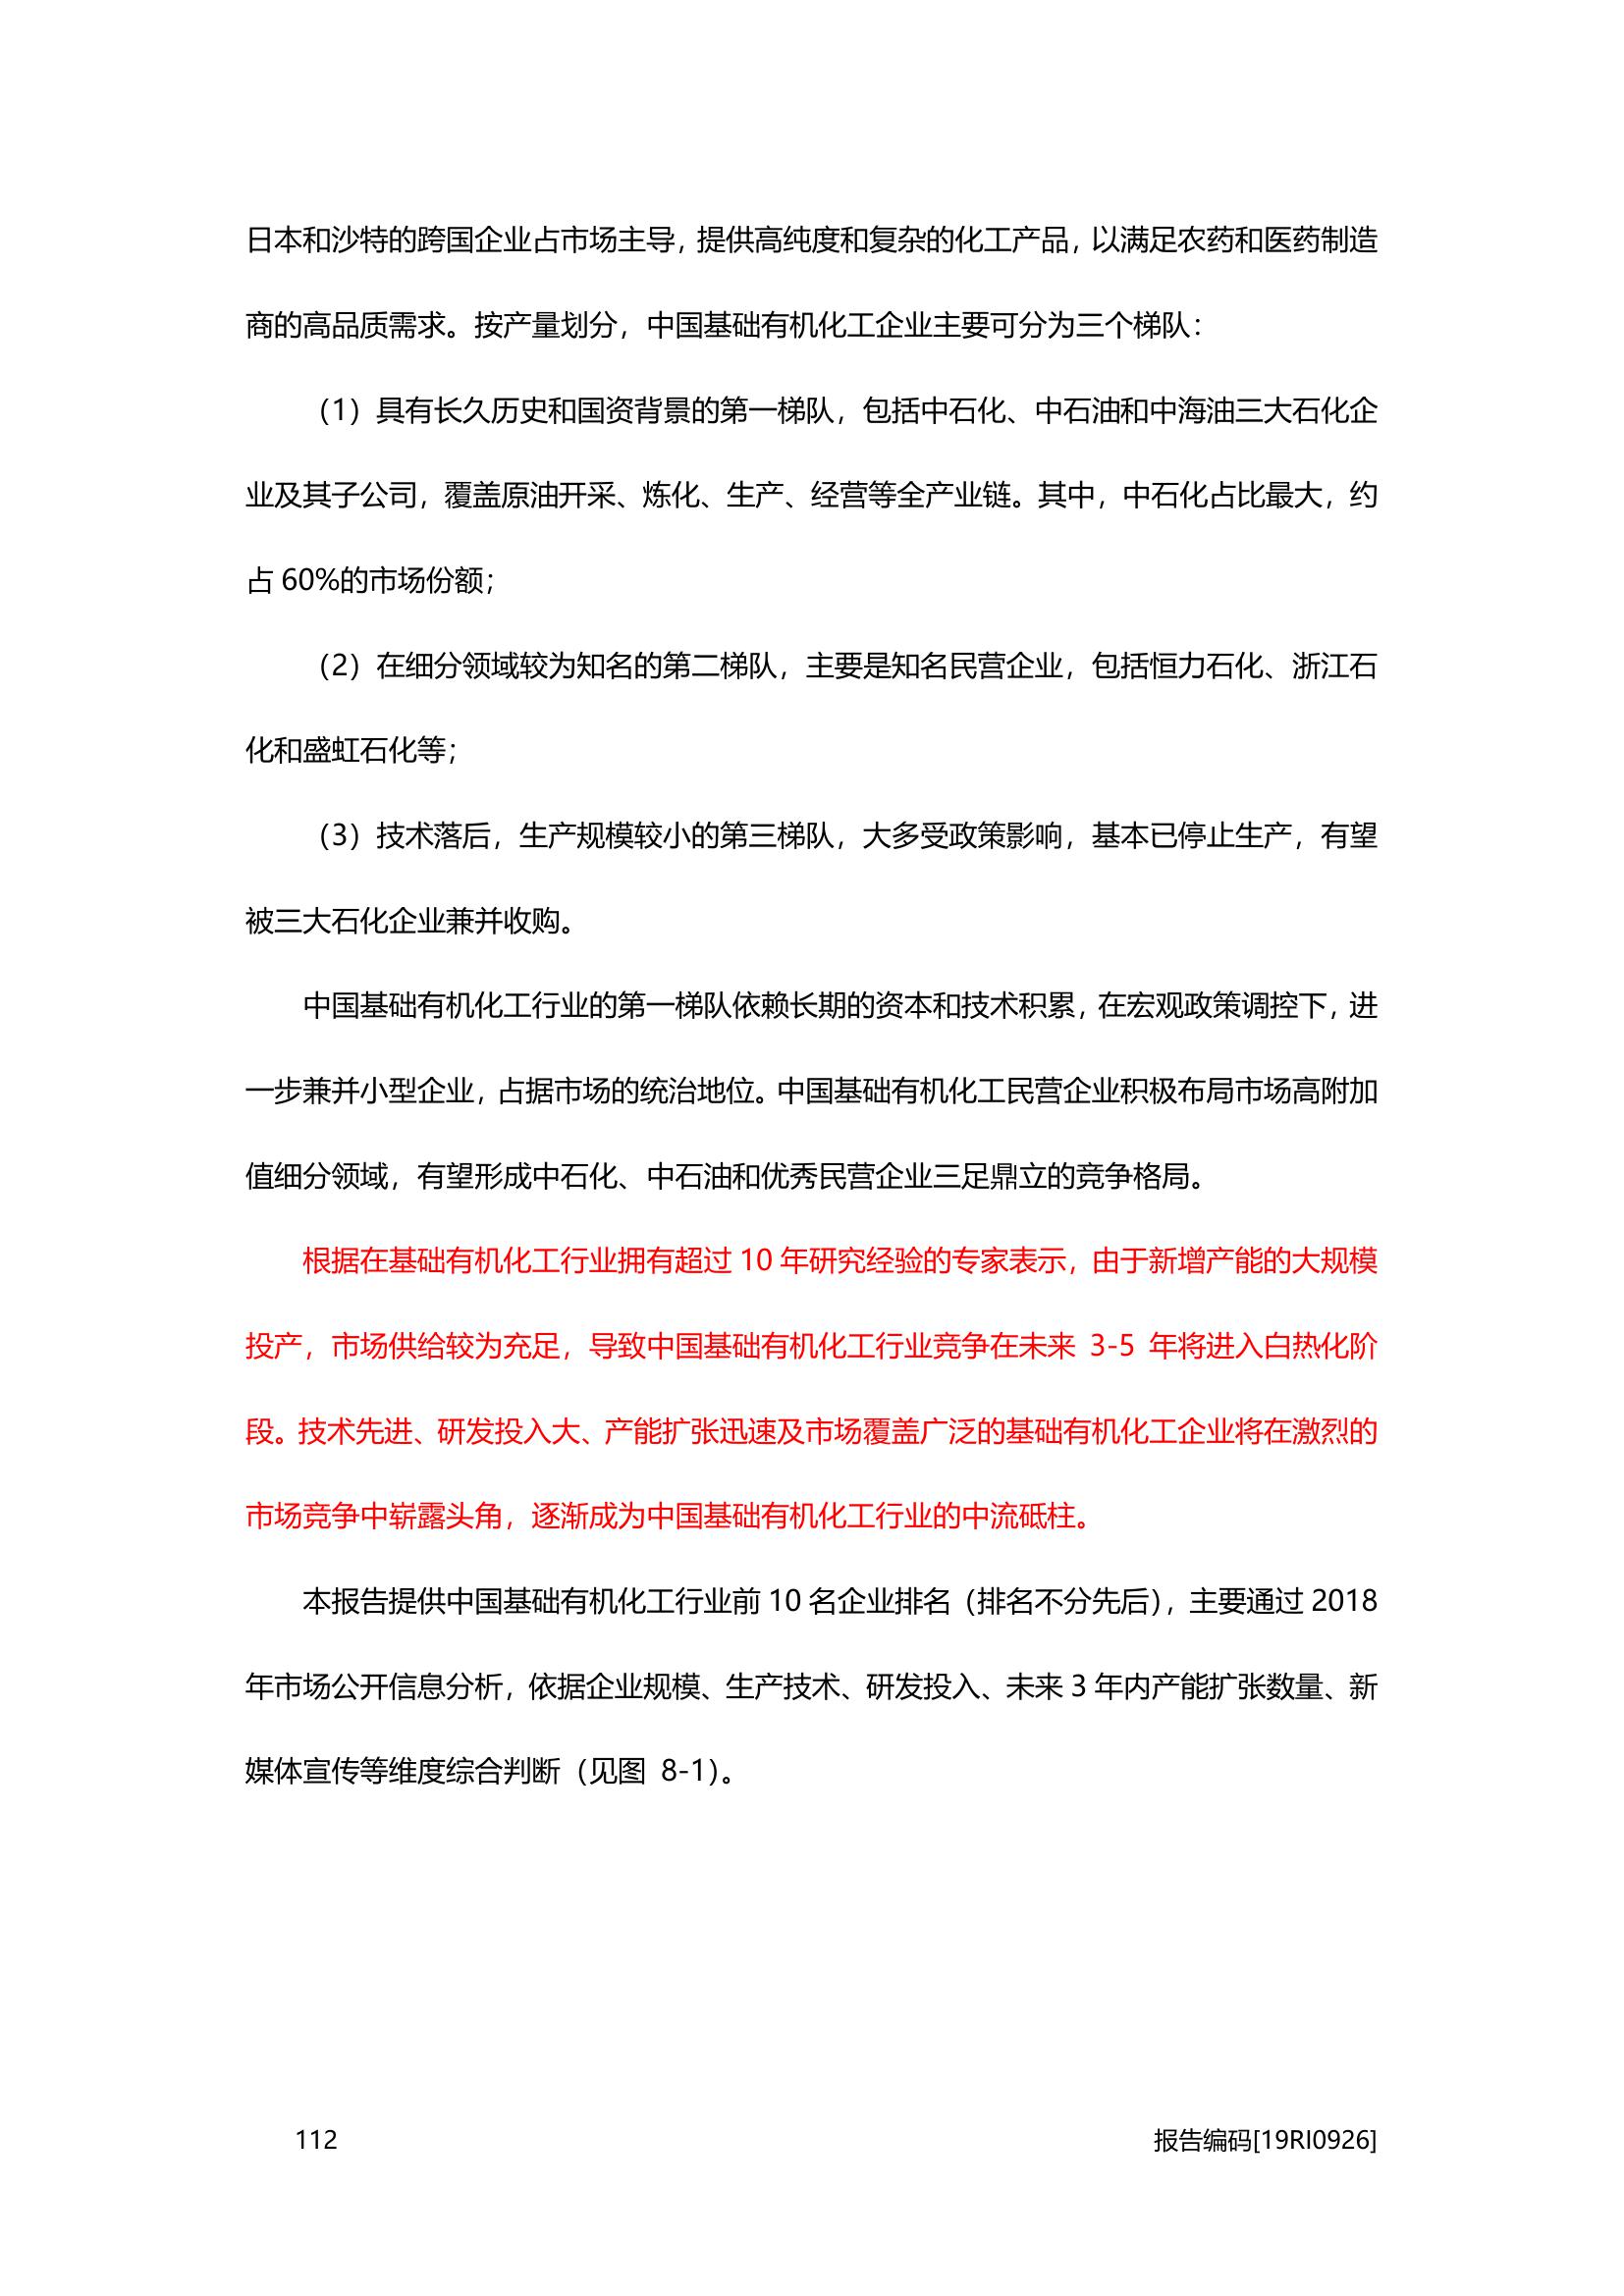 日本和沙特的跨国企业占市场主导，提供高纯度和复杂的化工产品，以满足农药和医药制造
商的高品质需求。按产量划分，中国基础有机化工企业主要可分为三个梯队：
（1）具有长久历史和国资背景的第一梯队，包括中石化、中石油和中海油三大石化企
业及其子公司，覆盖原油开采、炼化、生产、经营等全产业链。其中，中石化占比最大，约
占 60%的市场份额；
（2）在细分领域较为知名的第二梯队，主要是知名民营企业，包括恒力石化、浙江石
化和盛虹石化等；
（3）技术落后，生产规模较小的第三梯队，大多受政策影响，基本已停止生产，有望
被三大石化企业兼并收购。
中国基础有机化工行业的第一梯队依赖长期的资本和技术积累，在宏观政策调控下，进
一步兼并小型企业，占据市场的统治地位。中国基础有机化工民营企业积极布局市场高附加
值细分领域，有望形成中石化、中石油和优秀民营企业三足鼎立的竞争格局。
根据在基础有机化工行业拥有超过 10 年研究经验的专家表示，由于新增产能的大规模
投产，市场供给较为充足，导致中国基础有机化工行业竞争在未来 3-5 年将进入白热化阶
段。技术先进、研发投入大、产能扩张迅速及市场覆盖广泛的基础有机化工企业将在激烈的
市场竞争中崭露头角，逐渐成为中国基础有机化工行业的中流砥柱。
本报告提供中国基础有机化工行业前 10 名企业排名（排名不分先后），主要通过 2018
年市场公开信息分析，依据企业规模、生产技术、研发投入、未来 3 年内产能扩张数量、新
媒体宣传等维度综合判断（见图 8-1）。
112 报告编码[19RI0926]